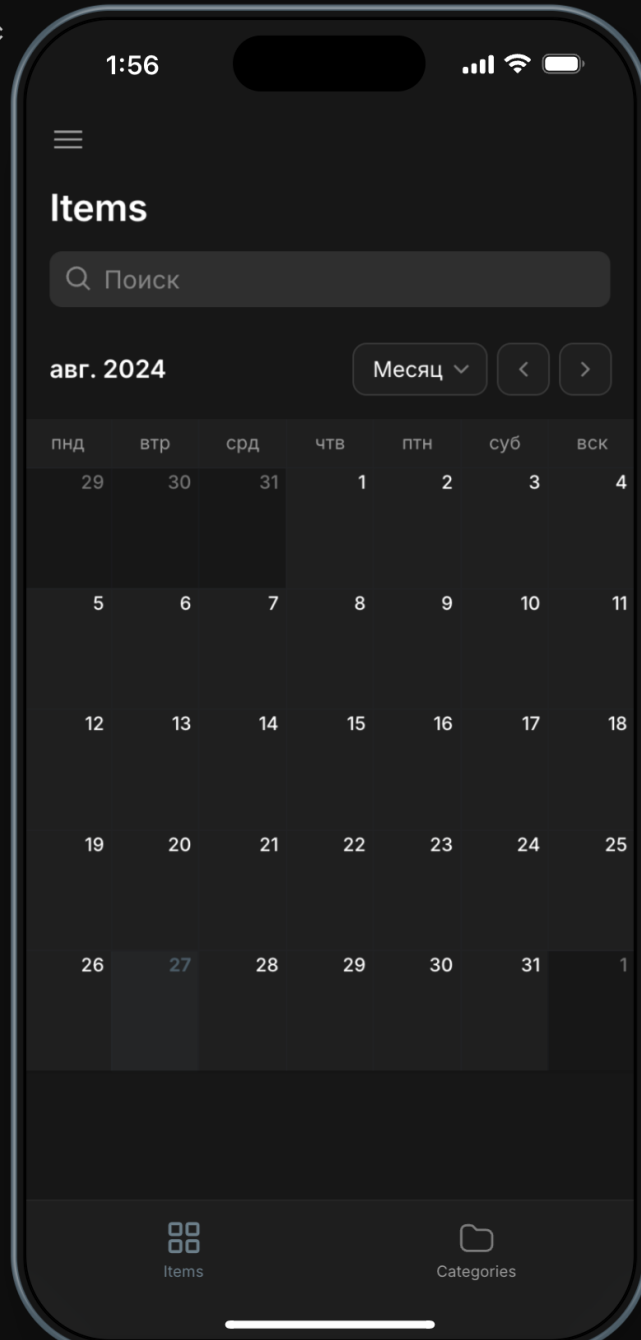 с
1:56
Items
Поиск
авг. 2024
Месяц
пнд втр срд чтв птн суб вск
29 30 31 1 2 3 4
5 6 7 8 9 10 11
12 13 14 15 16 17 18
19 20 21 22 23 24 25
26 27 28 29 30 31 1
Items Categories